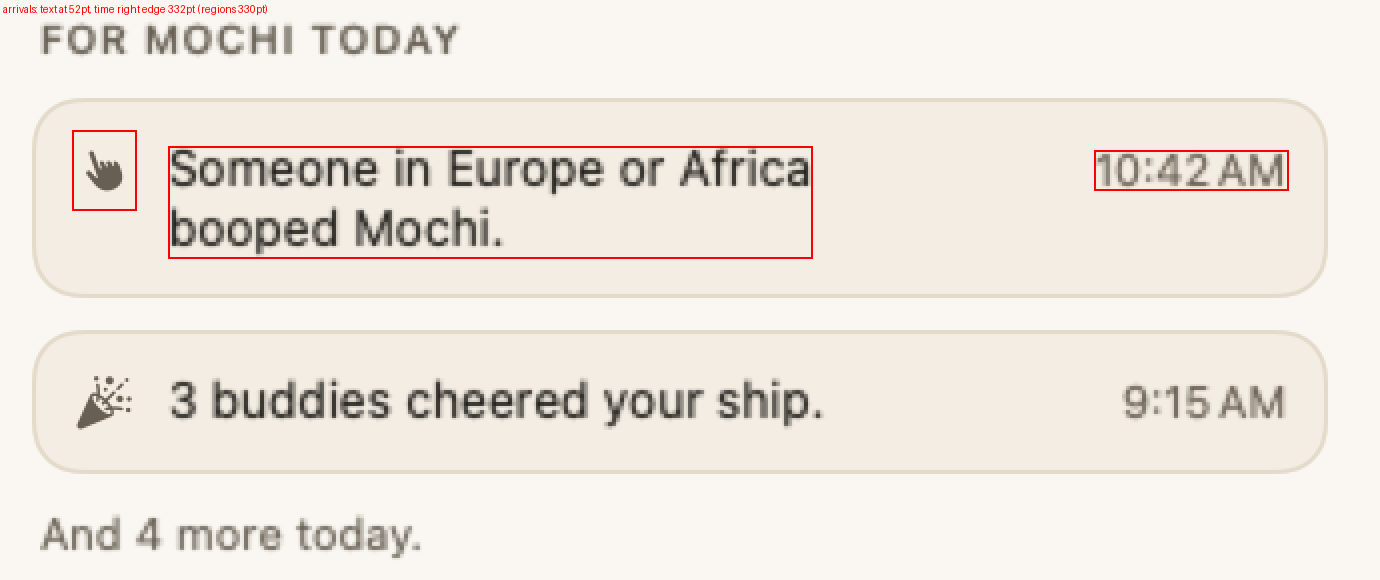 arrivals: text at 52pt, time right edge 332pt (regions 330pt)
FOR MOCHI TODAY
Someone in Europe or Africa 10:42 AM
booped Mochi.
3 buddies cheered your ship. 9:15 AM
And 4 more today.